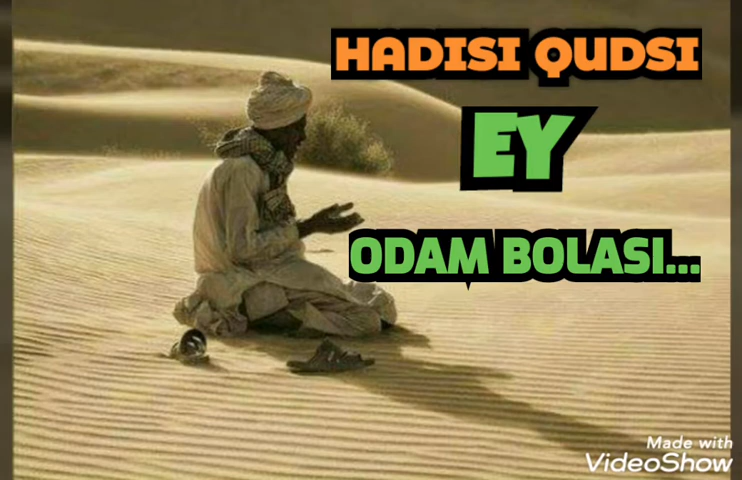 HADISI QUDSI
EY
ODAM BOLASI...
Made with
VideoShow